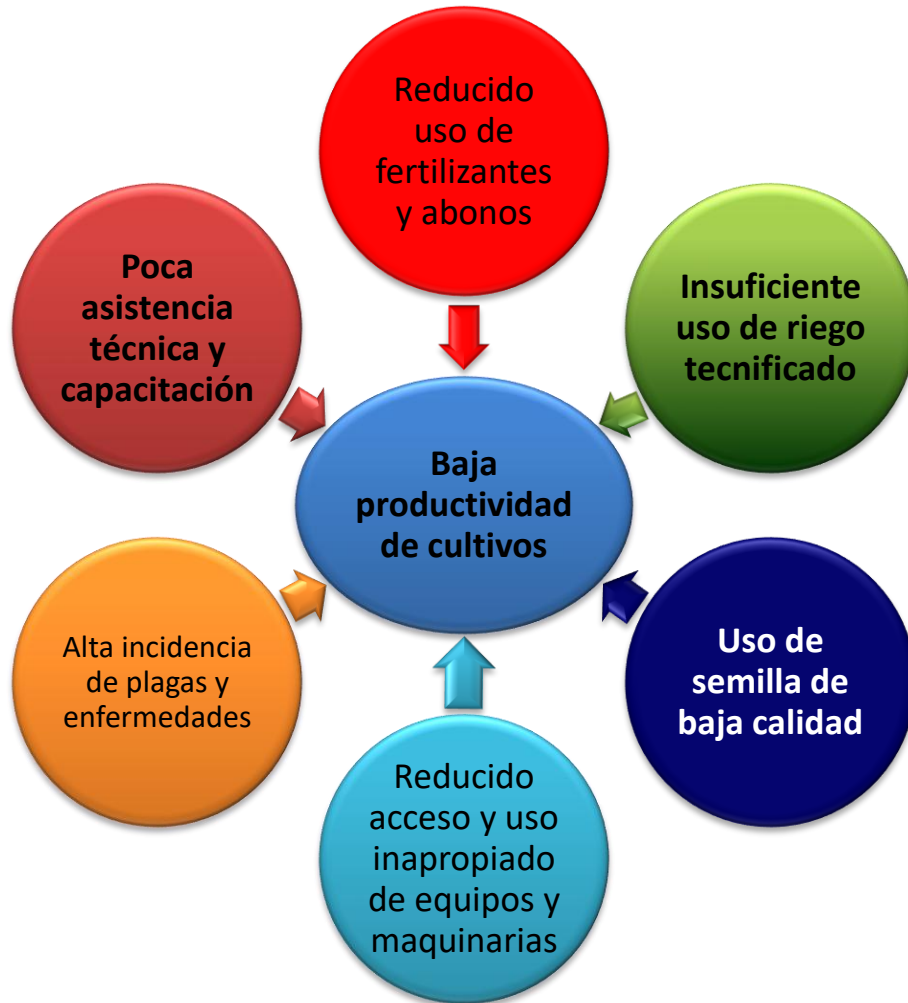 Reducido
uso de
fertilizantes
y abonos
Insuficiente
uso de riego
tecnificado
Uso de
semilla de
baja calidad
Reducido
acceso y uso
inapropiado
de equipos y
maquinarias
Alta incidencia
de plagas y
enfermedades
Poca
asistencia
técnica y
capacitación
Baja
productividad
de cultivos